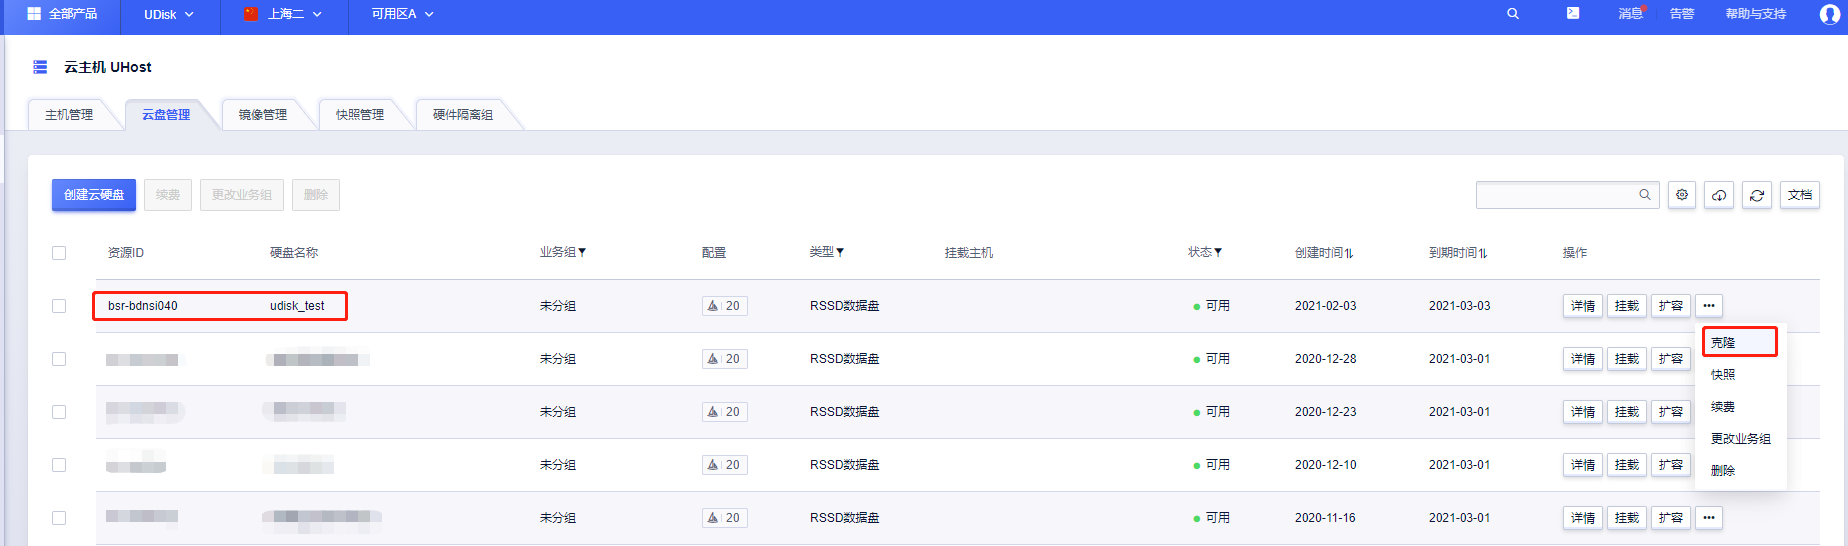 全部产品 UDisk 上海二 可用区A 消息 告警 帮助与支持
云主机 UHost
主机管理 云盘管理 镜像管理 快照管理 硬件隔离组
创建云硬盘 续费 更改业务组 删除 文档
资源ID 硬盘名称 业务组 配置 类型 挂载主机 状态 创建时间 到期时间 操作
bsr-bdnsi040 udisk_test 未分组 20 RSSD数据盘 可用 2021-02-03 2021-03-03 详情 挂载 扩容 ...
克隆
未分组 20 RSSD数据盘 可用 2020-12-28 2021-03-01 详情 挂载 扩容
快照
续费
未分组 20 RSSD数据盘 可用 2020-12-23 2021-03-01 详情 挂载 扩容
更改业务组
未分组 20 RSSD数据盘 可用 2020-12-10 2021-03-01 详情 挂载 扩容
删除
未分组 20 RSSD数据盘 可用 2020-11-16 2021-03-01 详情 挂载 扩容 ...